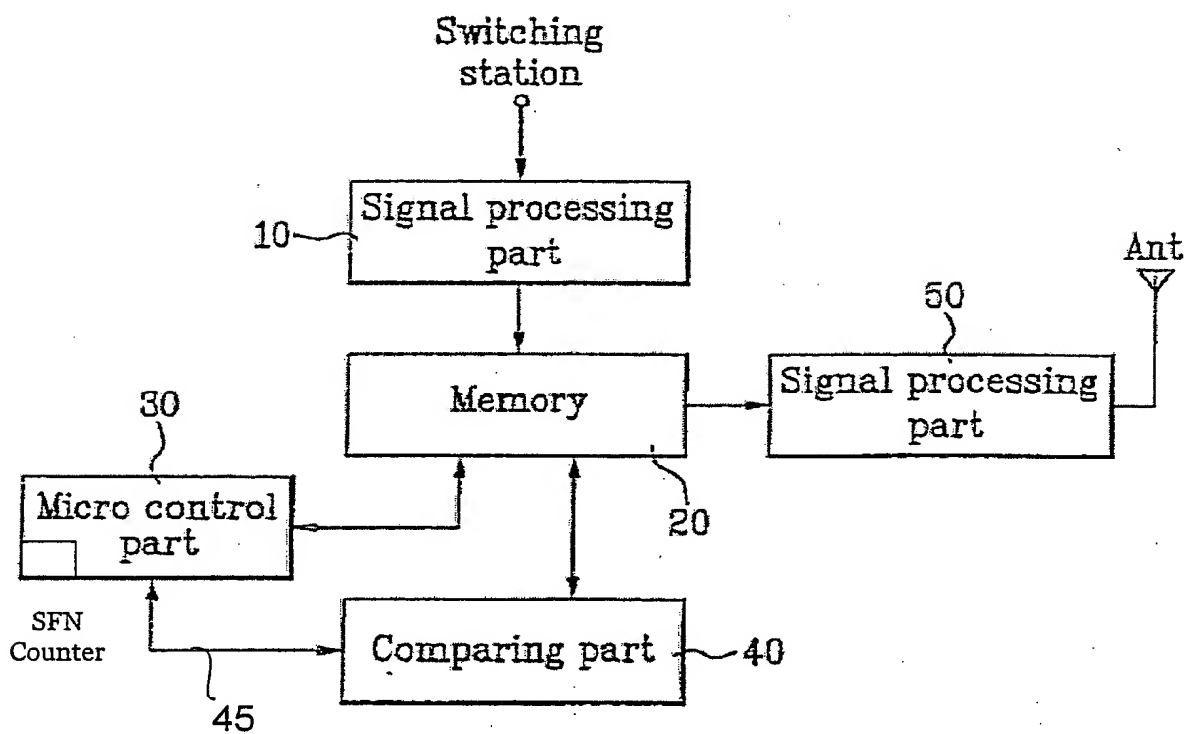 Switching
station
Signal processing
part
10
Ant
50
Memory
Signal processing
part
30
20
Micro control
part
SFN
Counter
Comparing part
40
45